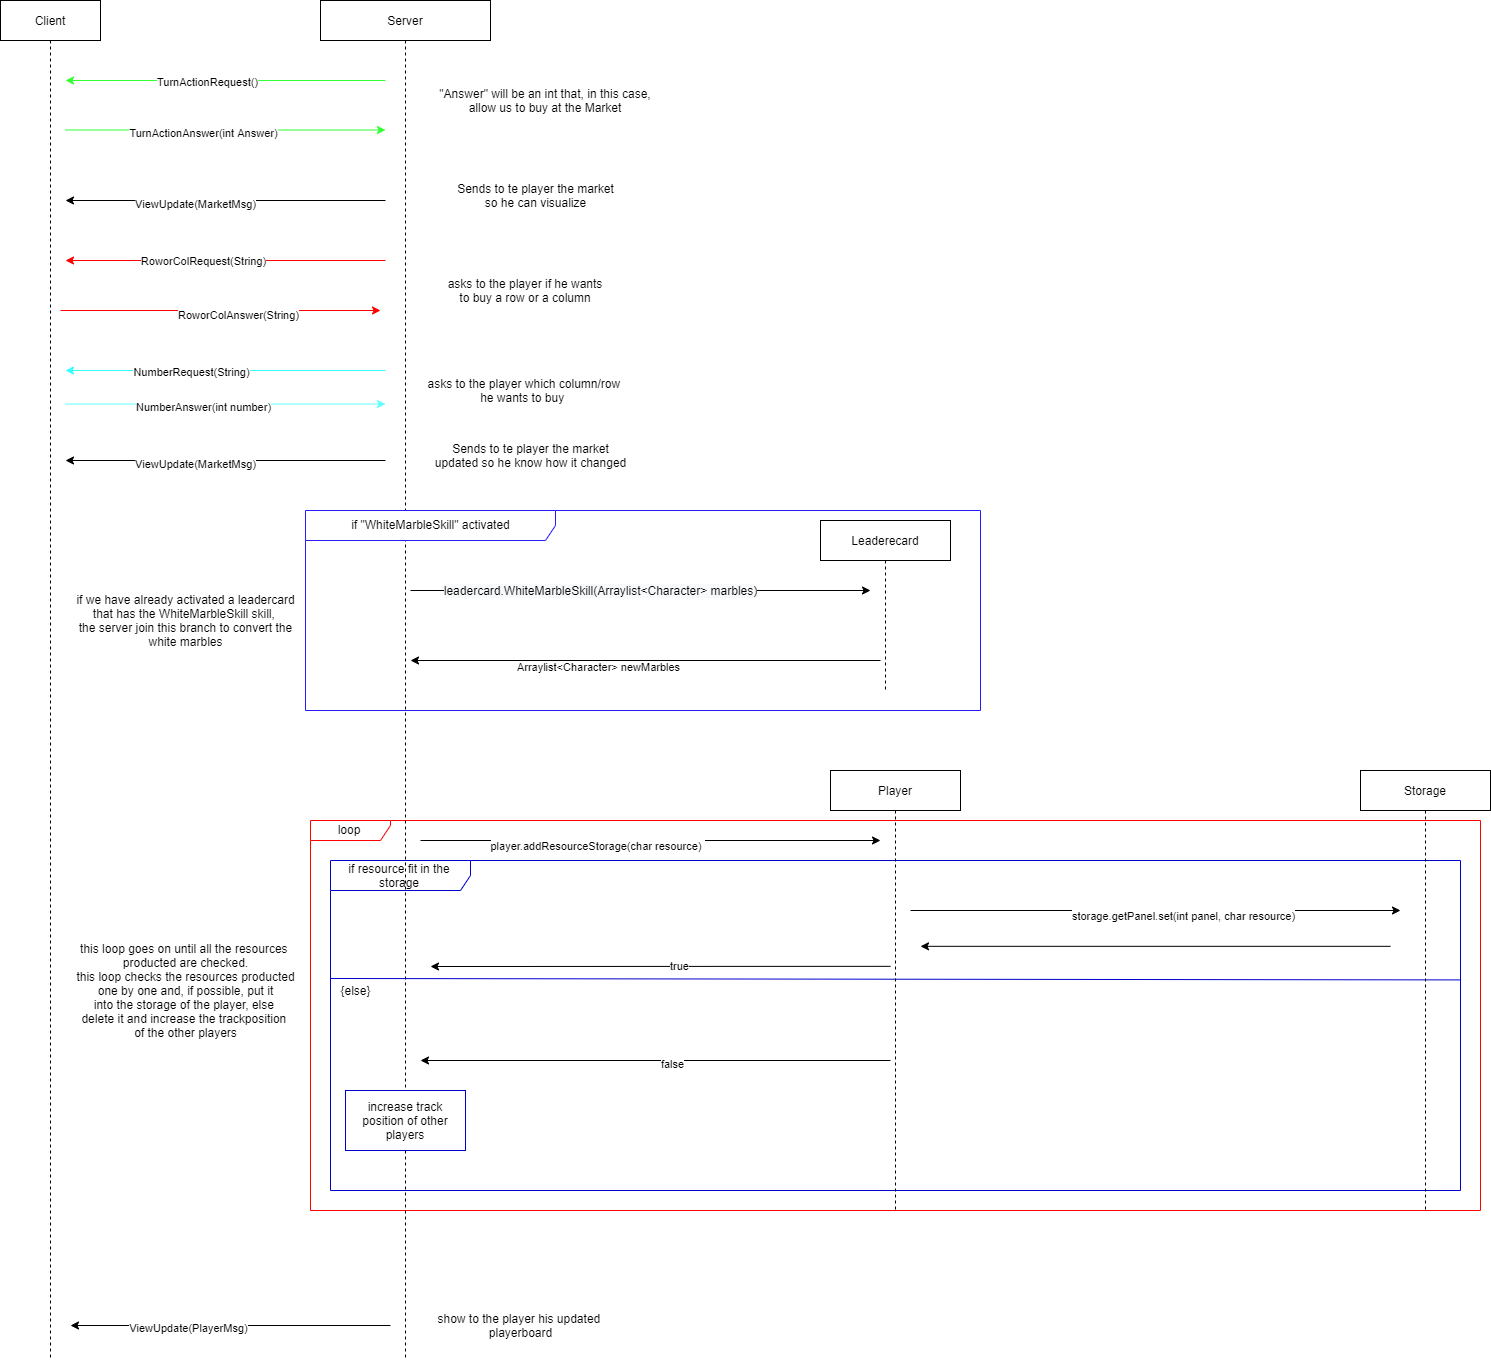 Client
Server
TurnActionRequest()
"Answer" will be an int that, in this case,
allow us to buy at the Market
TurnActionAnswer(int Answer)
Sends to te player the market
so he can visualize
ViewUpdate(MarketMsg)
RoworColRequest(String)
asks to the player if he wants
to buy a row or a column
RoworColAnswer(String)
NumberRequest(String)
asks to the player which column/row
he wants to buy
NumberAnswer(int number)
Sends to te player the market
updated so he know how it changed
ViewUpdate(MarketMsg)
if "WhiteMarbleSkill" activated
Leaderecard
leadercard.WhiteMarbleSkill(Arraylist<Character> marbles)
if we have already activated a leadercard
that has the WhiteMarbleSkill skill,
the server join this branch to convert the
white marbles
Arraylist<Character> newMarbles
Player
Storage
loop
player.addResourceStorage(char resource)
if resource fit in the
storage
storage.getPanel.set(int panel, char resource)
true
this loop goes on until all the resources
producted are checked.
this loop checks the resources producted
one by one and, if possible, put it
into the storage of the player, else
delete it and increase the trackposition
of the other players
{else}
false
increase track
position of other
players
ViewUpdate(PlayerMsg)
show to the player his updated
playerboard